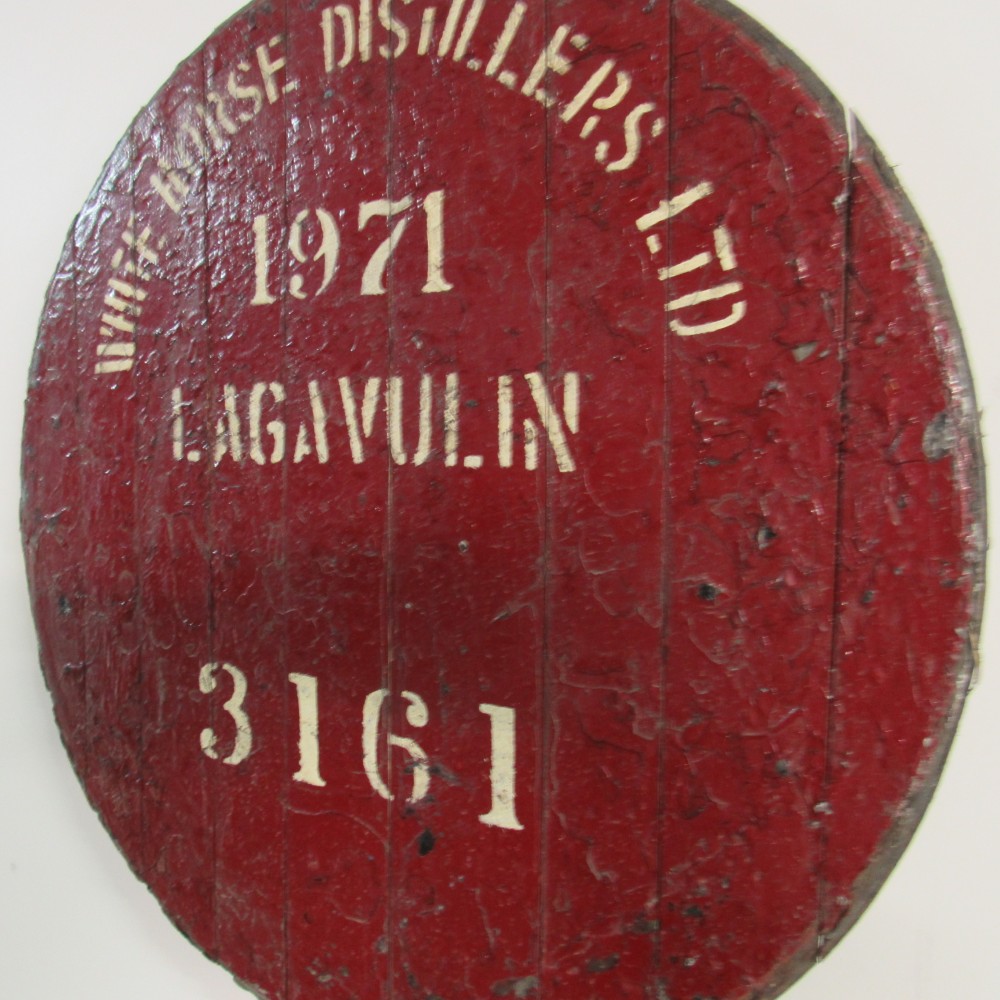 WHITE HORSE DISTILLERS LTD
1971
LAGAVULIN
3161